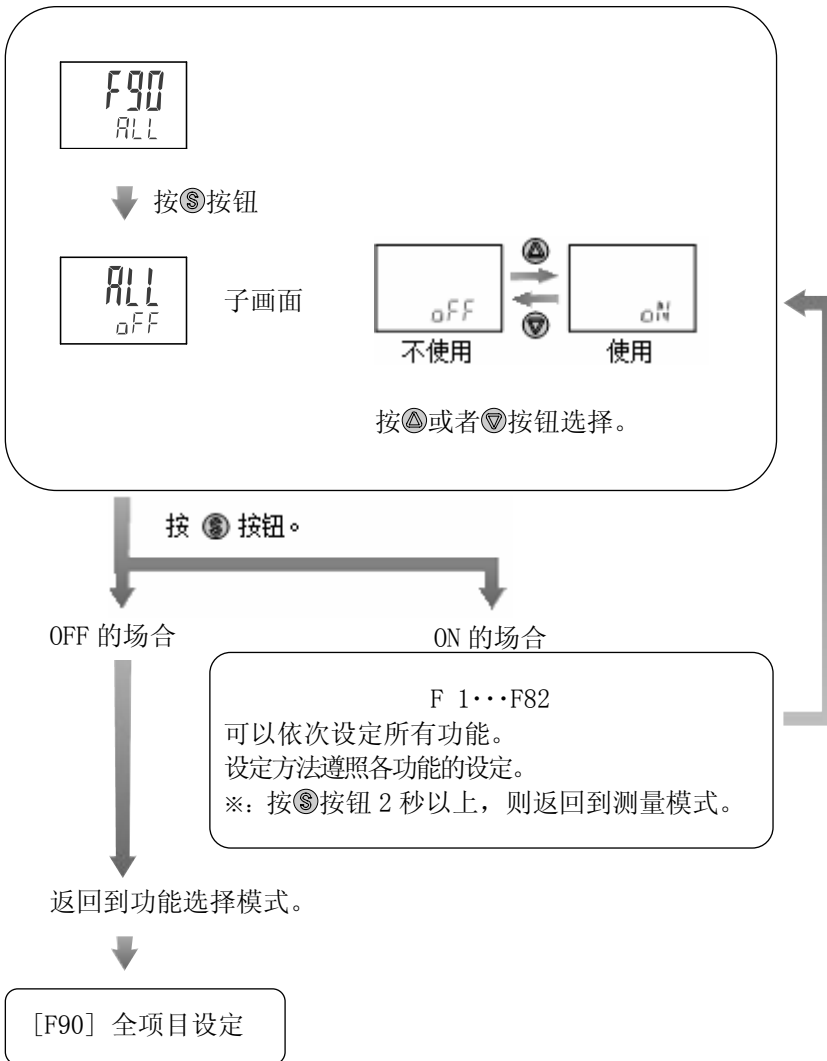 F90
ALL
按Ⓢ按钮
ALL
oFF
子画面
oFF
oN
不使用
使用
按△或者▽按钮选择。
按 Ⓢ 按钮。
OFF 的场合
ON 的场合
F 1···F82
可以依次设定所有功能。
设定方法遵照各功能的设定。
※: 按Ⓢ按钮 2 秒以上，则返回到测量模式。
返回到功能选择模式。
[F90] 全项目设定